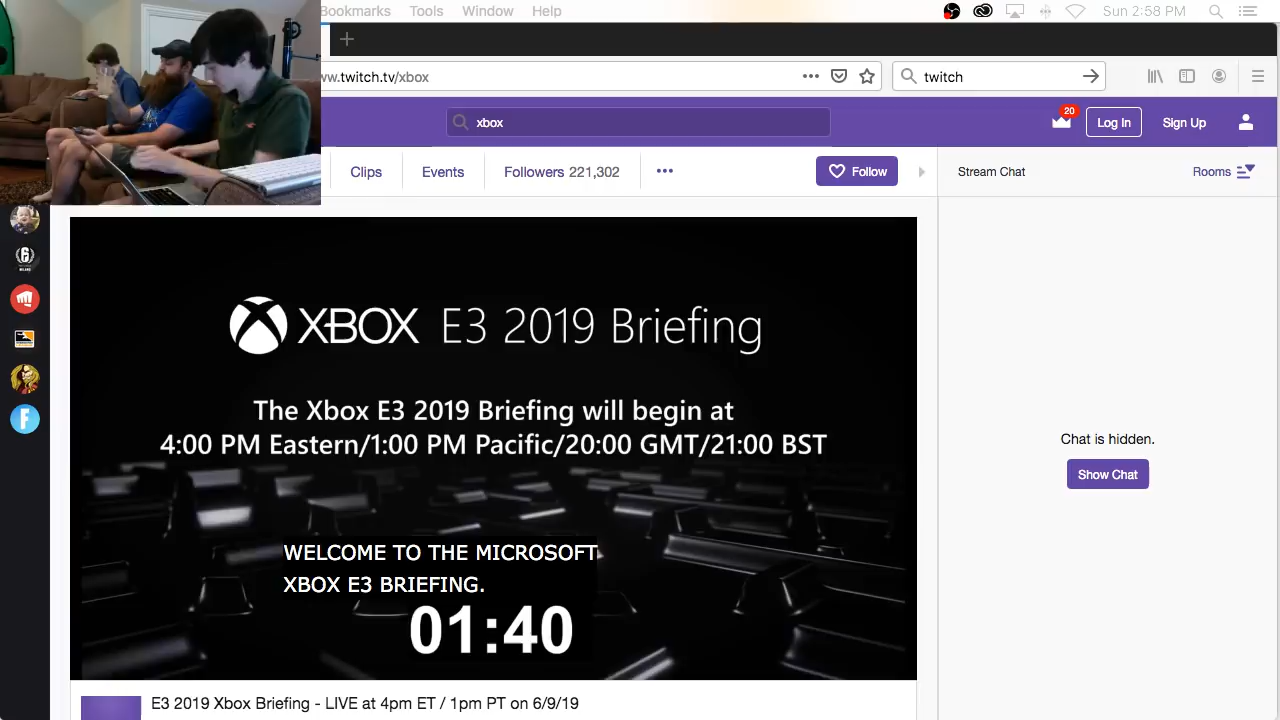 Bookmarks Tools Window Help Sun 2:58 PM
www.twitch.tv/xbox
twitch
xbox
20
Log In
Sign Up
Clips
Events
Followers 221,302
Follow
Stream Chat
Rooms
XBOX E3 2019 Briefing
The Xbox E3 2019 Briefing will begin at
4:00 PM Eastern/1:00 PM Pacific/20:00 GMT/21:00 BST
WELCOME TO THE MICROSOFT
XBOX E3 BRIEFING.
01:40
Chat is hidden.
Show Chat
E3 2019 Xbox Briefing - LIVE at 4pm ET / 1pm PT on 6/9/19